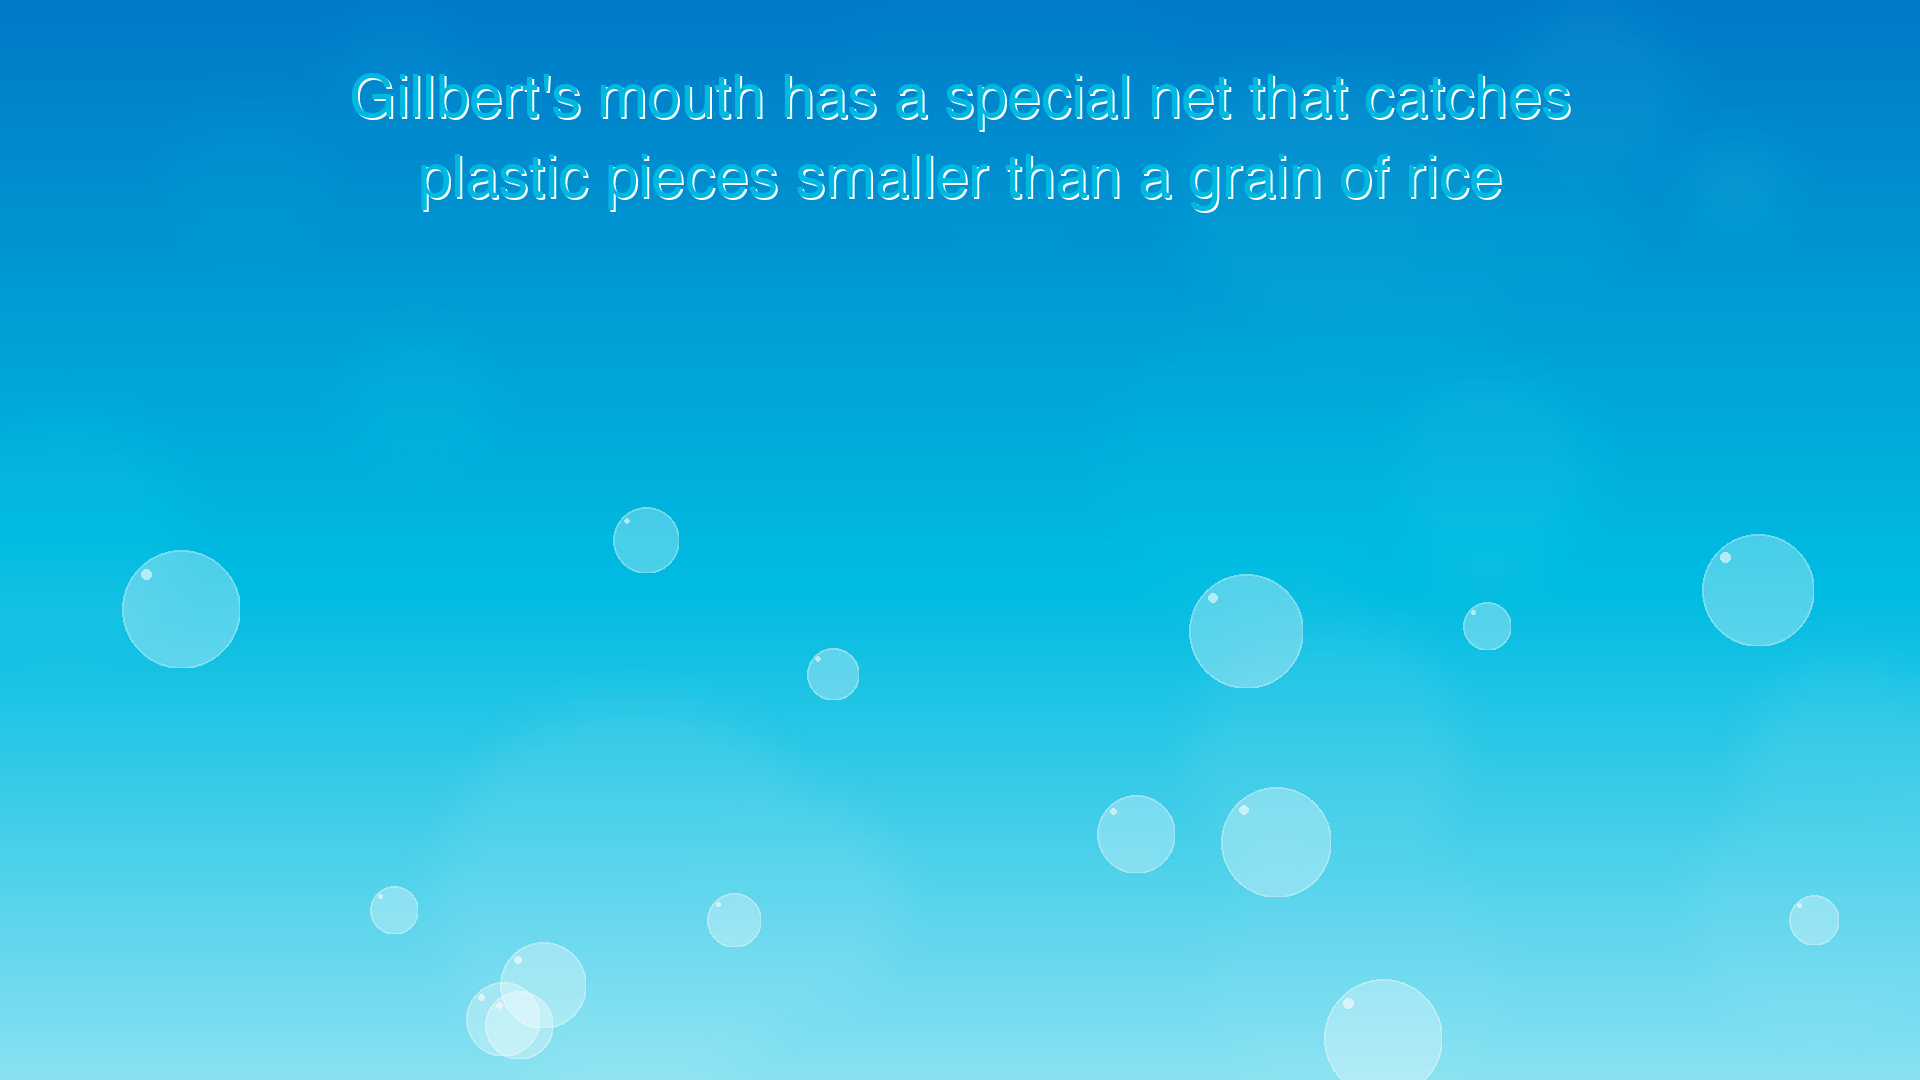 Gillbert's mouth has a special net that catches
plastic pieces smaller than a grain of rice